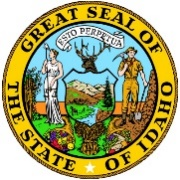 GREAT SEAL OF
THE STATE OF IDAHO
ESTO PERPETUA